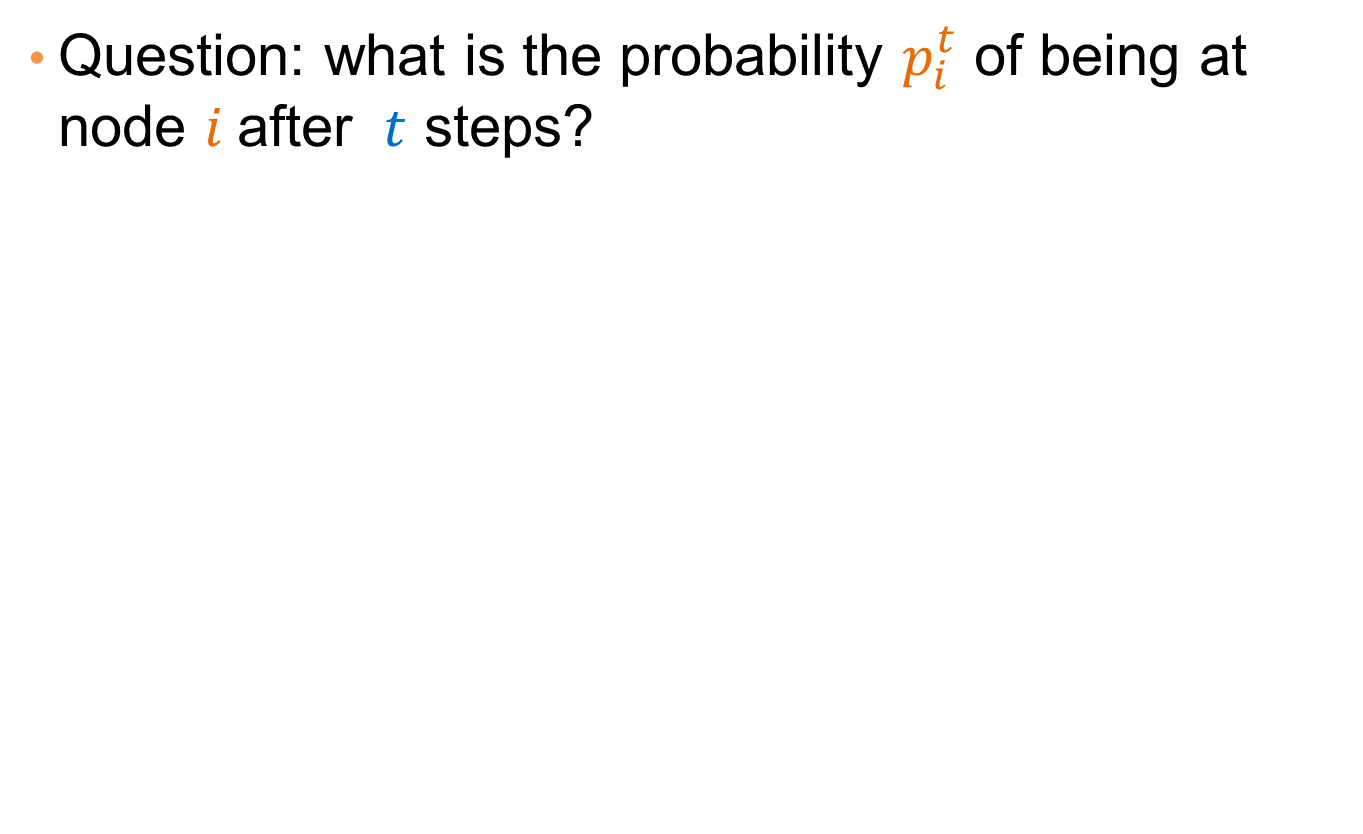 • Question: what is the probability $p_i^t$ of being at
node $i$ after $t$ steps?